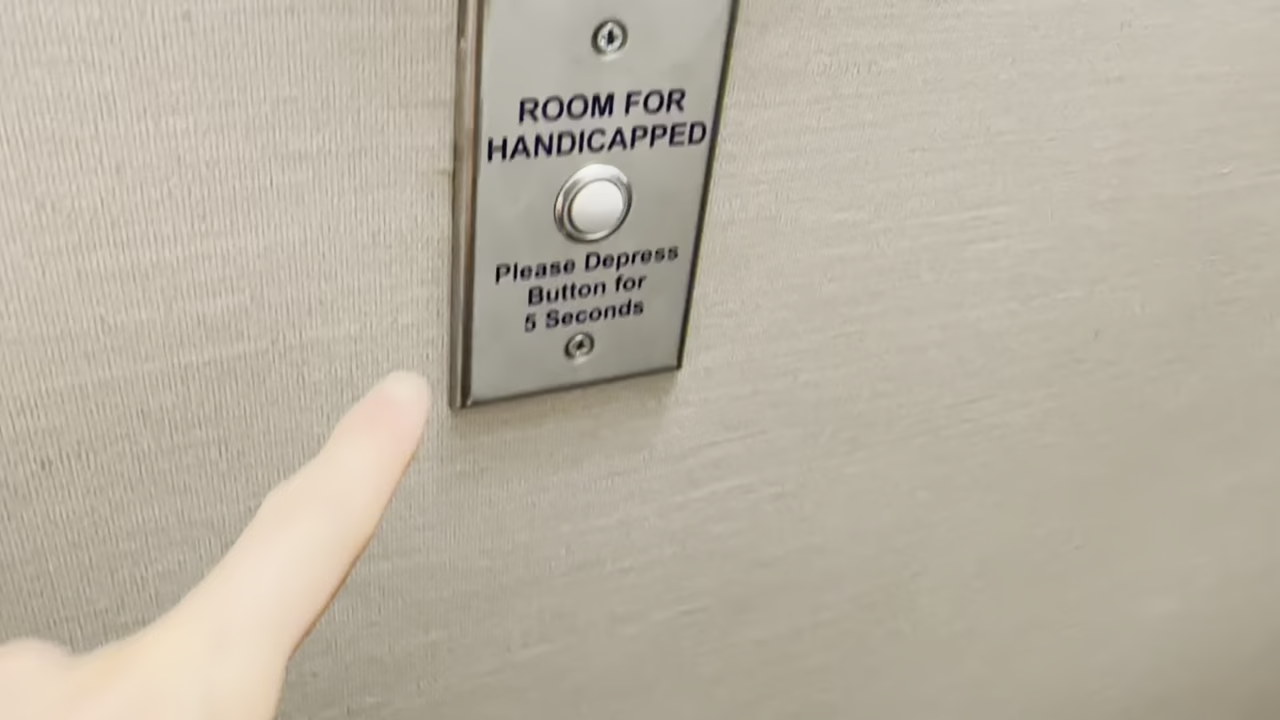 ROOM FOR
HANDICAPPED
Please Depress
Button for
5 Seconds